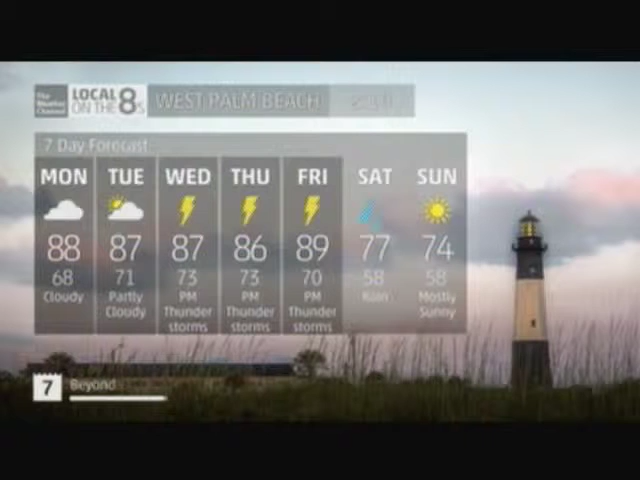 The
Weather
Channel
LOCAL
ON THE 8s
WEST PALM BEACH
7 Day Forecast
MON TUE WED THU FRI SAT SUN
88 87 87 86 89 77 74
68 71 73 73 70 58 58
Cloudy Partly PM PM PM Rain Mostly
Cloudy Thunder Thunder Thunder Sunny
storms storms storms
7 Beyond